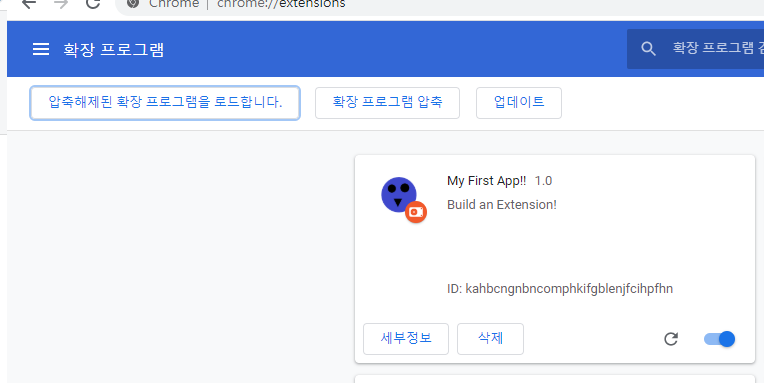 Chrome | chrome://extensions
확장 프로그램
확장 프로그램
압축해제된 확장 프로그램을 로드합니다.
확장 프로그램 압축
업데이트
My First App!! 1.0
Build an Extension!
ID: kahbcngnbncomphkifgblenjfcihpfhn
세부정보
삭제